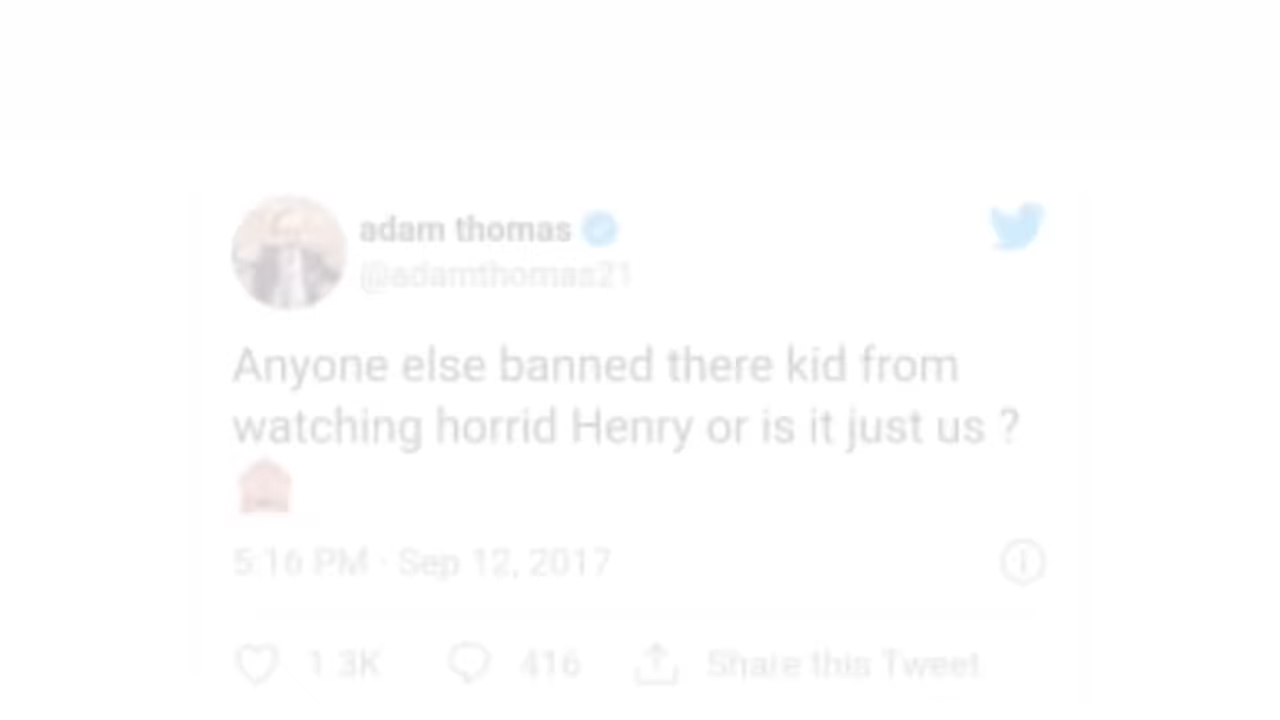 adam thomas
@adamthomas21
Anyone else banned there kid from
watching horrid Henry or is it just us ?
5:16 PM · Sep 12, 2017
1.3K 416 Share this Tweet